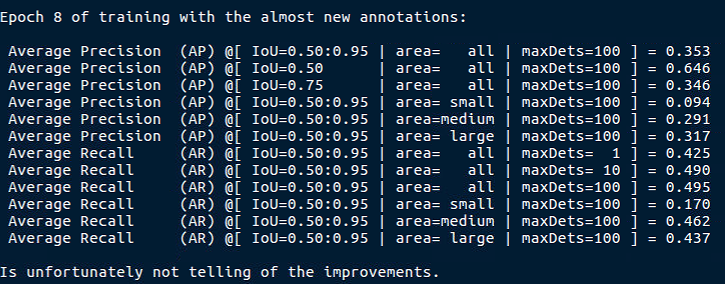 Epoch 8 of training with the almost new annotations:
Average Precision  (AP) @[ IoU=0.50:0.95 | area=   all | maxDets=100 ] = 0.353
Average Precision  (AP) @[ IoU=0.50      | area=   all | maxDets=100 ] = 0.646
Average Precision  (AP) @[ IoU=0.75      | area=   all | maxDets=100 ] = 0.346
Average Precision  (AP) @[ IoU=0.50:0.95 | area= small | maxDets=100 ] = 0.094
Average Precision  (AP) @[ IoU=0.50:0.95 | area=medium | maxDets=100 ] = 0.291
Average Precision  (AP) @[ IoU=0.50:0.95 | area= large | maxDets=100 ] = 0.317
Average Recall     (AR) @[ IoU=0.50:0.95 | area=   all | maxDets=  1 ] = 0.425
Average Recall     (AR) @[ IoU=0.50:0.95 | area=   all | maxDets= 10 ] = 0.490
Average Recall     (AR) @[ IoU=0.50:0.95 | area=   all | maxDets=100 ] = 0.495
Average Recall     (AR) @[ IoU=0.50:0.95 | area= small | maxDets=100 ] = 0.170
Average Recall     (AR) @[ IoU=0.50:0.95 | area=medium | maxDets=100 ] = 0.462
Average Recall     (AR) @[ IoU=0.50:0.95 | area= large | maxDets=100 ] = 0.437
Is unfortunately not telling of the improvements.